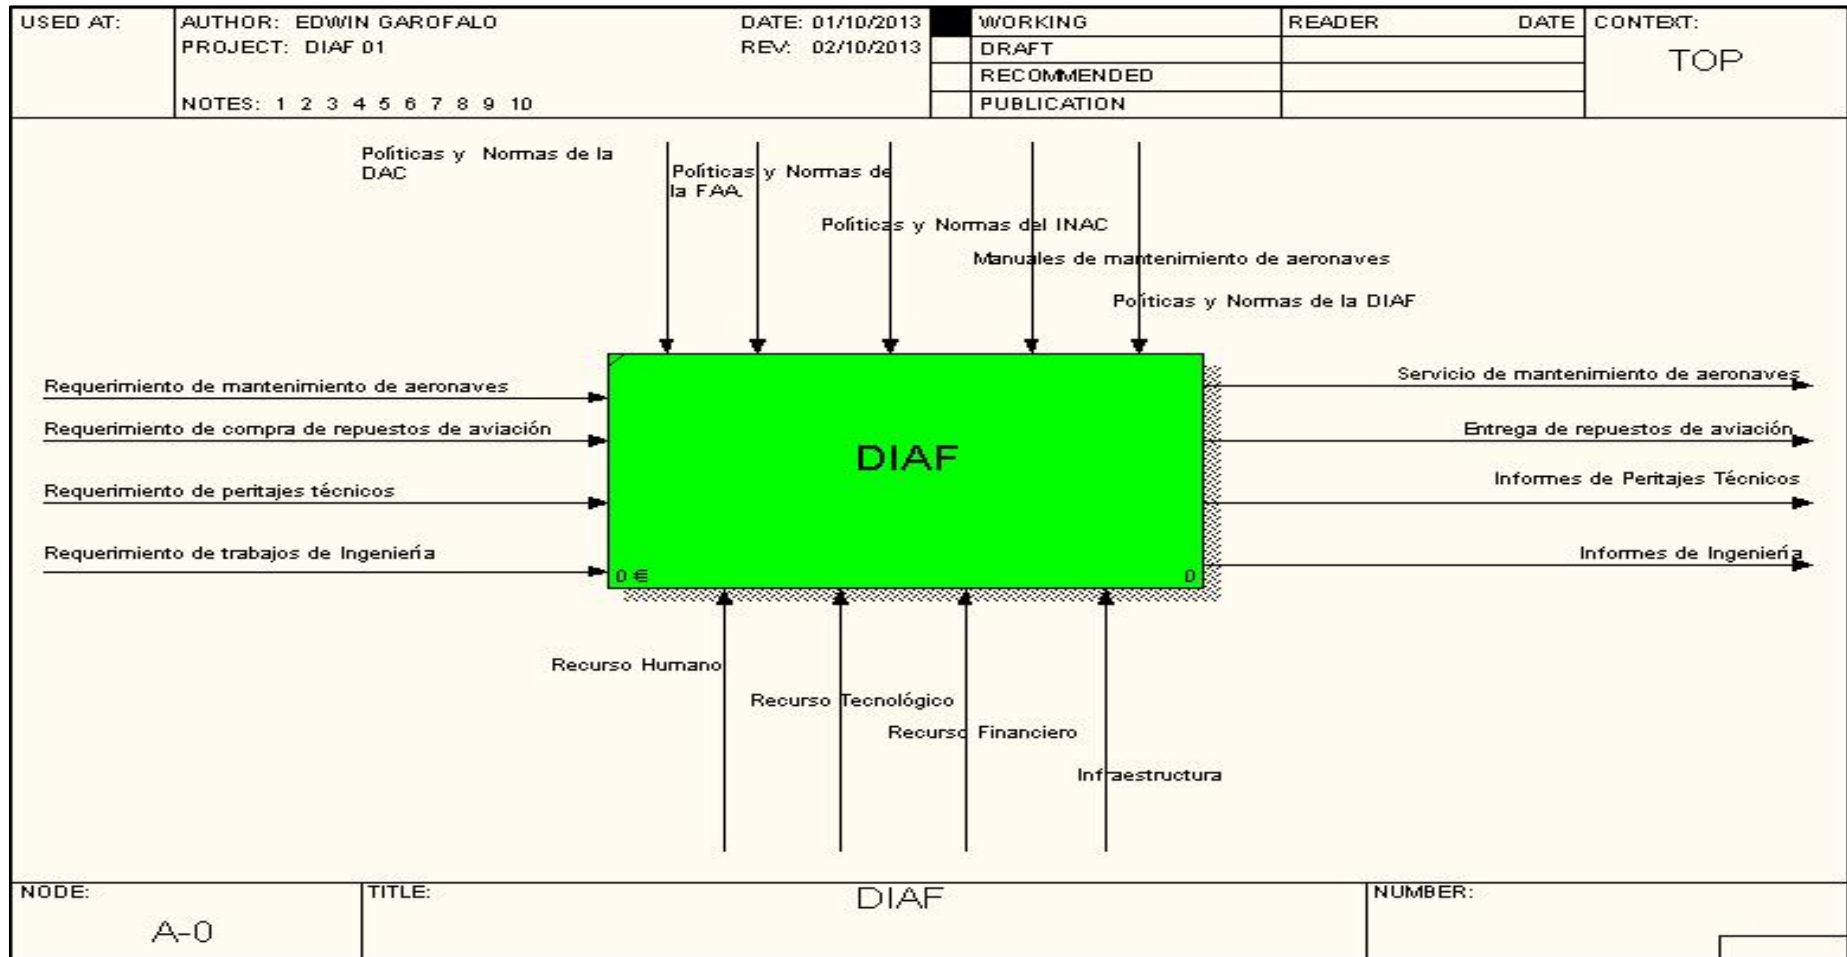 USED AT:
AUTHOR: EDWIN GAROFALO
DATE: 01/10/2013
PROJECT: DIAF 01
REV: 02/10/2013
NOTES: 1 2 3 4 5 6 7 8 9 10
WORKING
DRAFT
RECOMMENDED
PUBLICATION
READER DATE
CONTEXT:
TOP
Políticas y Normas de la
DAC
Políticas y Normas de
la FAA.
Políticas y Normas del INAC
Manuales de mantenimiento de aeronaves
Políticas y Normas de la DIAF
Requerimiento de mantenimiento de aeronaves
Requerimiento de compra de repuestos de aviación
Requerimiento de peritajes técnicos
Requerimiento de trabajos de Ingeniería
DIAF
0 €
0
Servicio de mantenimiento de aeronaves
Entrega de repuestos de aviación
Informes de Peritajes Técnicos
Informes de Ingeniería
Recurso Humano
Recurso Tecnológico
Recurso Financiero
Infraestructura
NODE:
A-0
TITLE:
DIAF
NUMBER: